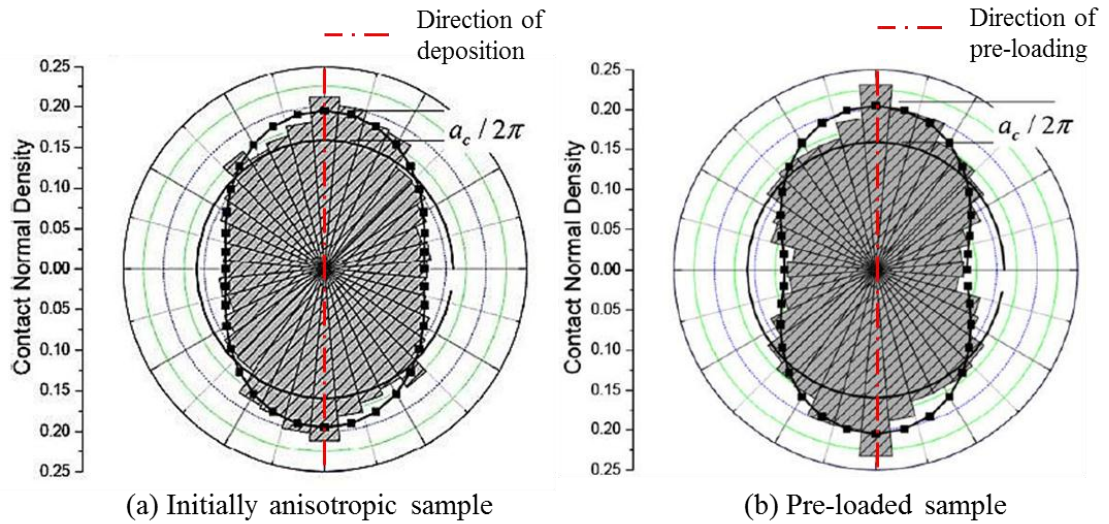 Direction of
deposition
Direction of
pre-loading
Contact Normal Density
0.25
0.20
0.15
0.10
0.05
0.00
0.05
0.10
0.15
0.20
0.25
a_c / 2π
Contact Normal Density
0.25
0.20
0.15
0.10
0.05
0.00
0.05
0.10
0.15
0.20
0.25
a_c / 2π
(a) Initially anisotropic sample
(b) Pre-loaded sample